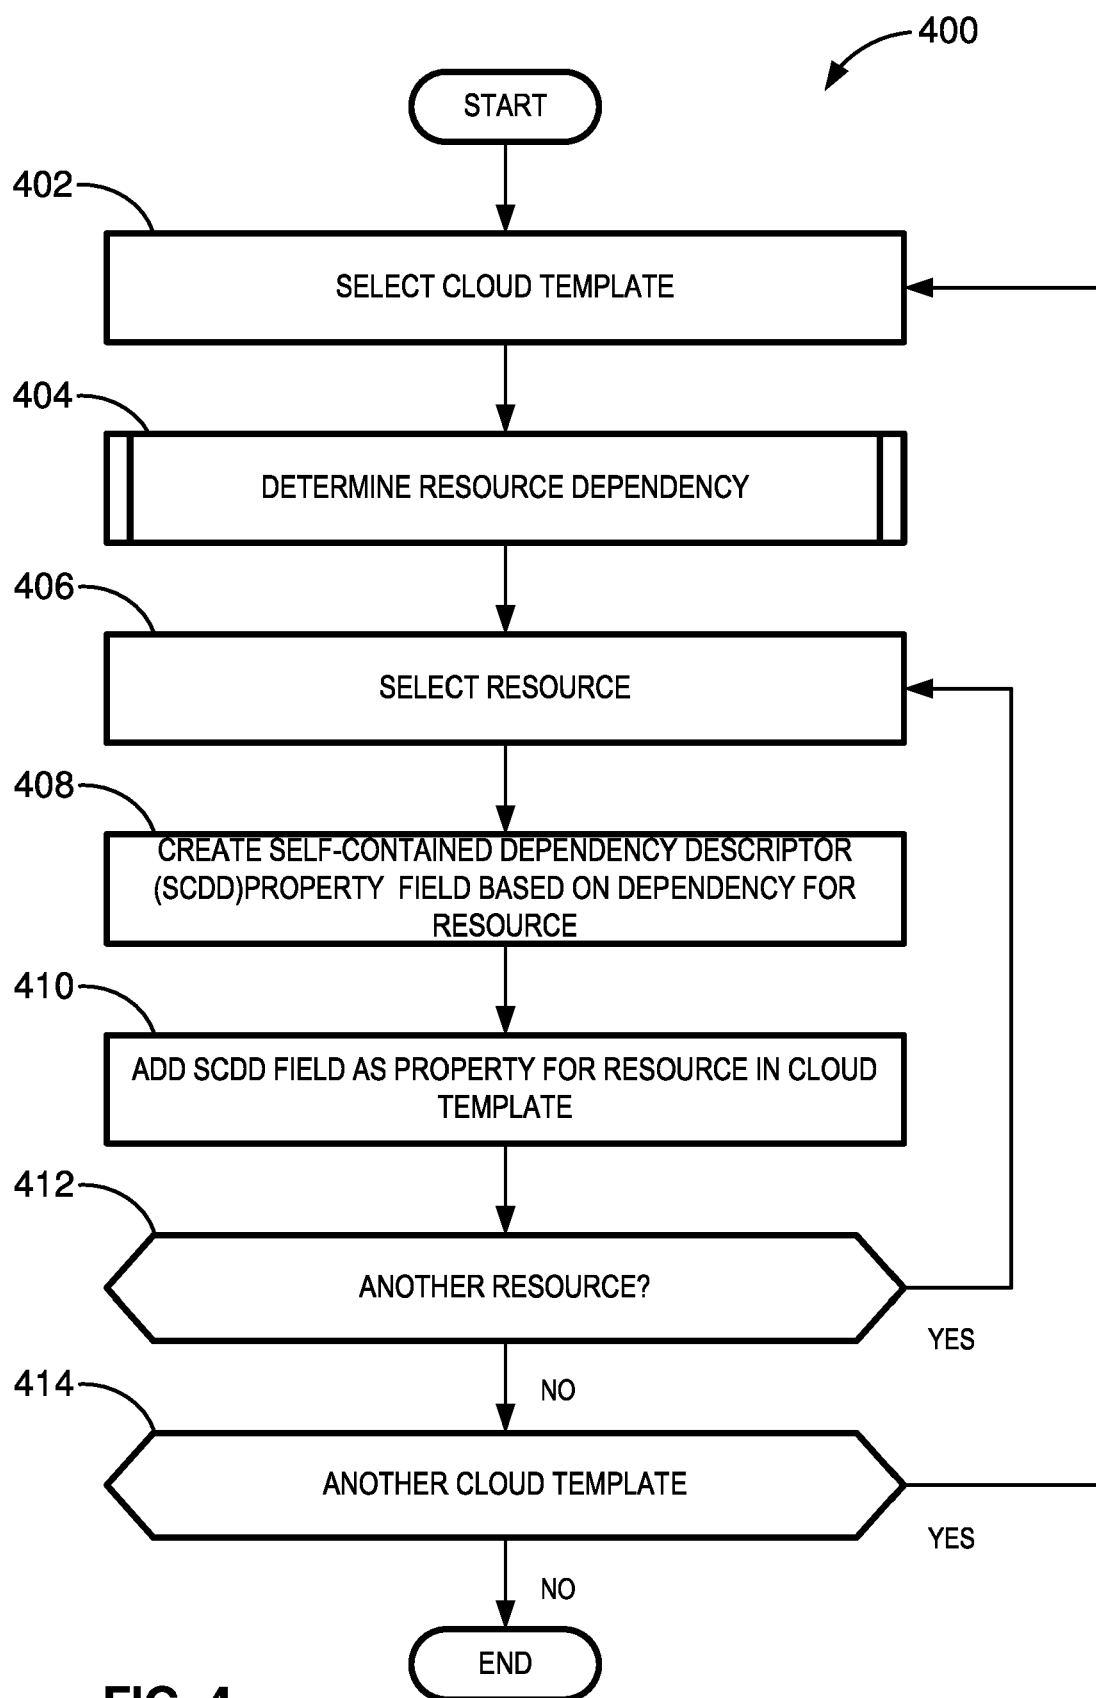 400
START
402
SELECT CLOUD TEMPLATE
404
DETERMINE RESOURCE DEPENDENCY
406
SELECT RESOURCE
408
CREATE SELF-CONTAINED DEPENDENCY DESCRIPTOR
(SCDD)PROPERTY FIELD BASED ON DEPENDENCY FOR
RESOURCE
410
ADD SCDD FIELD AS PROPERTY FOR RESOURCE IN CLOUD
TEMPLATE
412
ANOTHER RESOURCE?
YES
NO
414
ANOTHER CLOUD TEMPLATE
YES
NO
END
FIG. 4